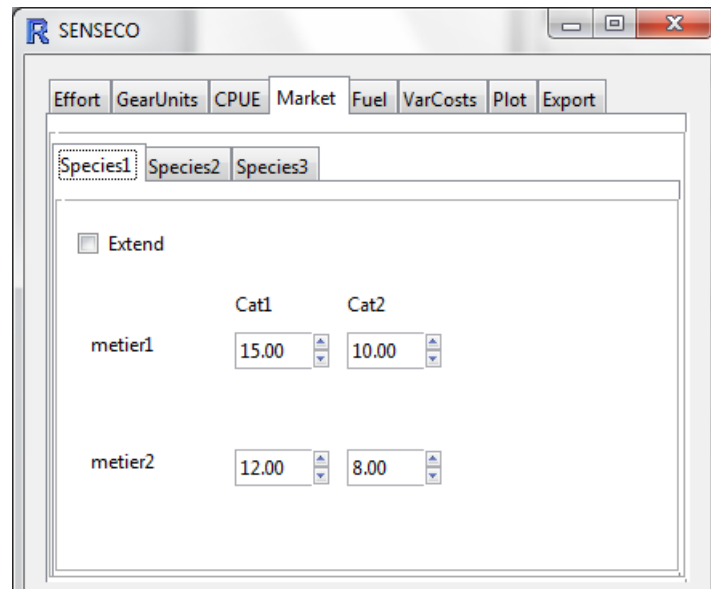 SENSECO
Effort GearUnits CPUE Market Fuel VarCosts Plot Export
Species1 Species2 Species3
Extend
Cat1 Cat2
metier1 15.00 10.00
metier2 12.00 8.00